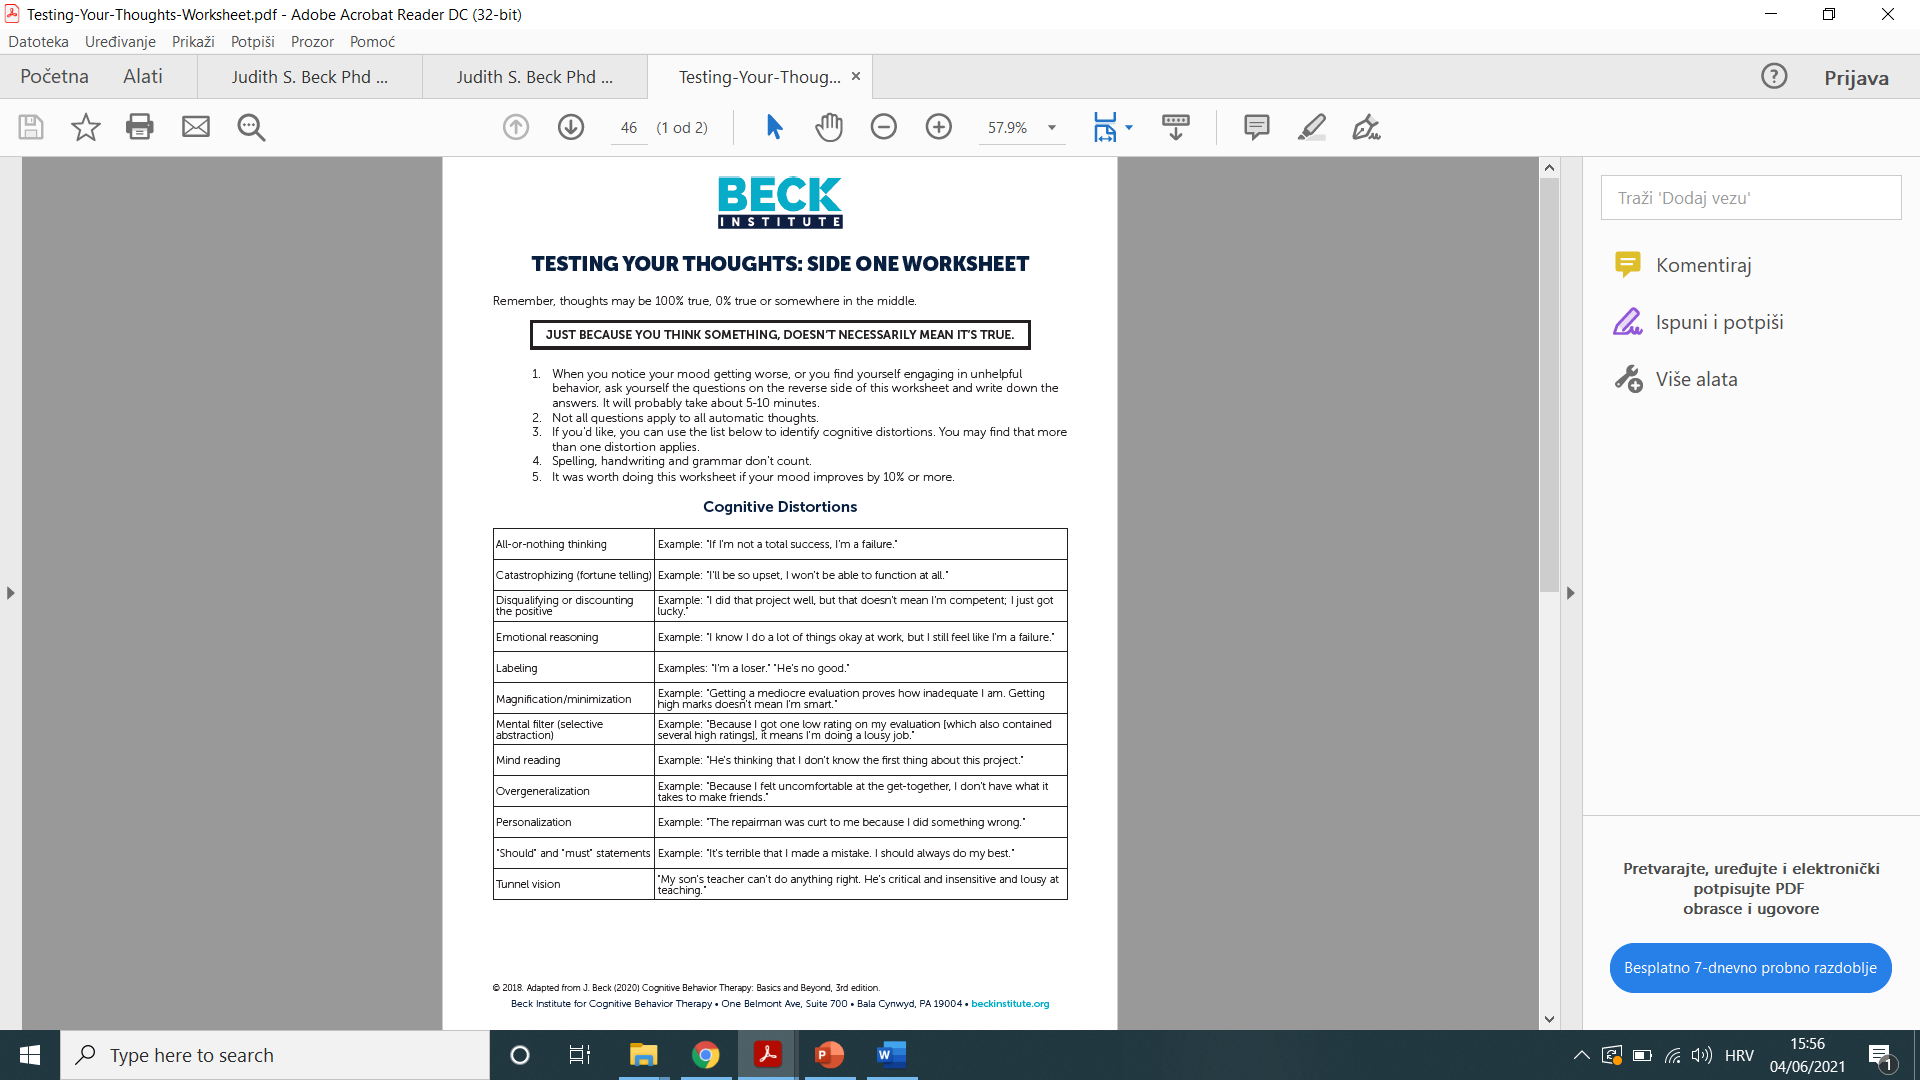 Testing-Your-Thoughts-Worksheet.pdf - Adobe Acrobat Reader DC (32-bit)
Datoteka Uređivanje Prikaži Potpiši Prozor Pomoć
Početna Alati Judith S. Beck Phd ... Judith S. Beck Phd ... Testing-Your-Thoug... Prijava
46 (1 od 2) 57.9%
BECK
INSTITUTE
TESTING YOUR THOUGHTS: SIDE ONE WORKSHEET
Remember, thoughts may be 100% true, 0% true or somewhere in the middle.
JUST BECAUSE YOU THINK SOMETHING, DOESN'T NECESSARILY MEAN IT'S TRUE.
1. When you notice your mood getting worse, or you find yourself engaging in unhelpful
behavior, ask yourself the questions on the reverse side of this worksheet and write down the
answers. It will probably take about 5-10 minutes.
2. Not all questions apply to all automatic thoughts.
3. If you'd like, you can use the list below to identify cognitive distortions. You may find that more
than one distortion applies.
4. Spelling, handwriting and grammar don't count.
5. It was worth doing this worksheet if your mood improves by 10% or more.
Cognitive Distortions
All-or-nothing thinking Example: "If I'm not a total success, I'm a failure."
Catastrophizing (fortune telling) Example: "I'll be so upset, I won't be able to function at all."
Disqualifying or discounting
the positive
Example: "I did that project well, but that doesn't mean I'm competent; I just got
lucky."
Emotional reasoning Example: "I know I do a lot of things okay at work, but I still feel like I'm a failure."
Labeling Examples: "I'm a loser." "He's no good."
Magnification/minimization
Example: "Getting a mediocre evaluation proves how inadequate I am. Getting
high marks doesn't mean I'm smart."
Mental filter (selective
abstraction)
Example: "Because I got one low rating on my evaluation [which also contained
several high ratings], it means I'm doing a lousy job."
Mind reading Example: "He's thinking that I don't know the first thing about this project."
Overgeneralization
Example: "Because I felt uncomfortable at the get-together, I don't have what it
takes to make friends."
Personalization Example: "The repairman was curt to me because I did something wrong."
"Should" and "must" statements Example: "It's terrible that I made a mistake. I should always do my best."
Tunnel vision
"My son's teacher can't do anything right. He's critical and insensitive and lousy at
teaching."
© 2018. Adapted from J. Beck (2020) Cognitive Behavior Therapy: Basics and Beyond, 3rd edition.
Beck Institute for Cognitive Behavior Therapy • One Belmont Ave, Suite 700 • Bala Cynwyd, PA 19004 • beckinstitute.org
Traži 'Dodaj vezu'
Komentiraj
Ispuni i potpiši
Više alata
Pretvarajte, uređujte i elektronički
potpisujte PDF
obrasce i ugovore
Besplatno 7-dnevno probno razdoblje
Type here to search
HRV
15:56
04/06/2021
1